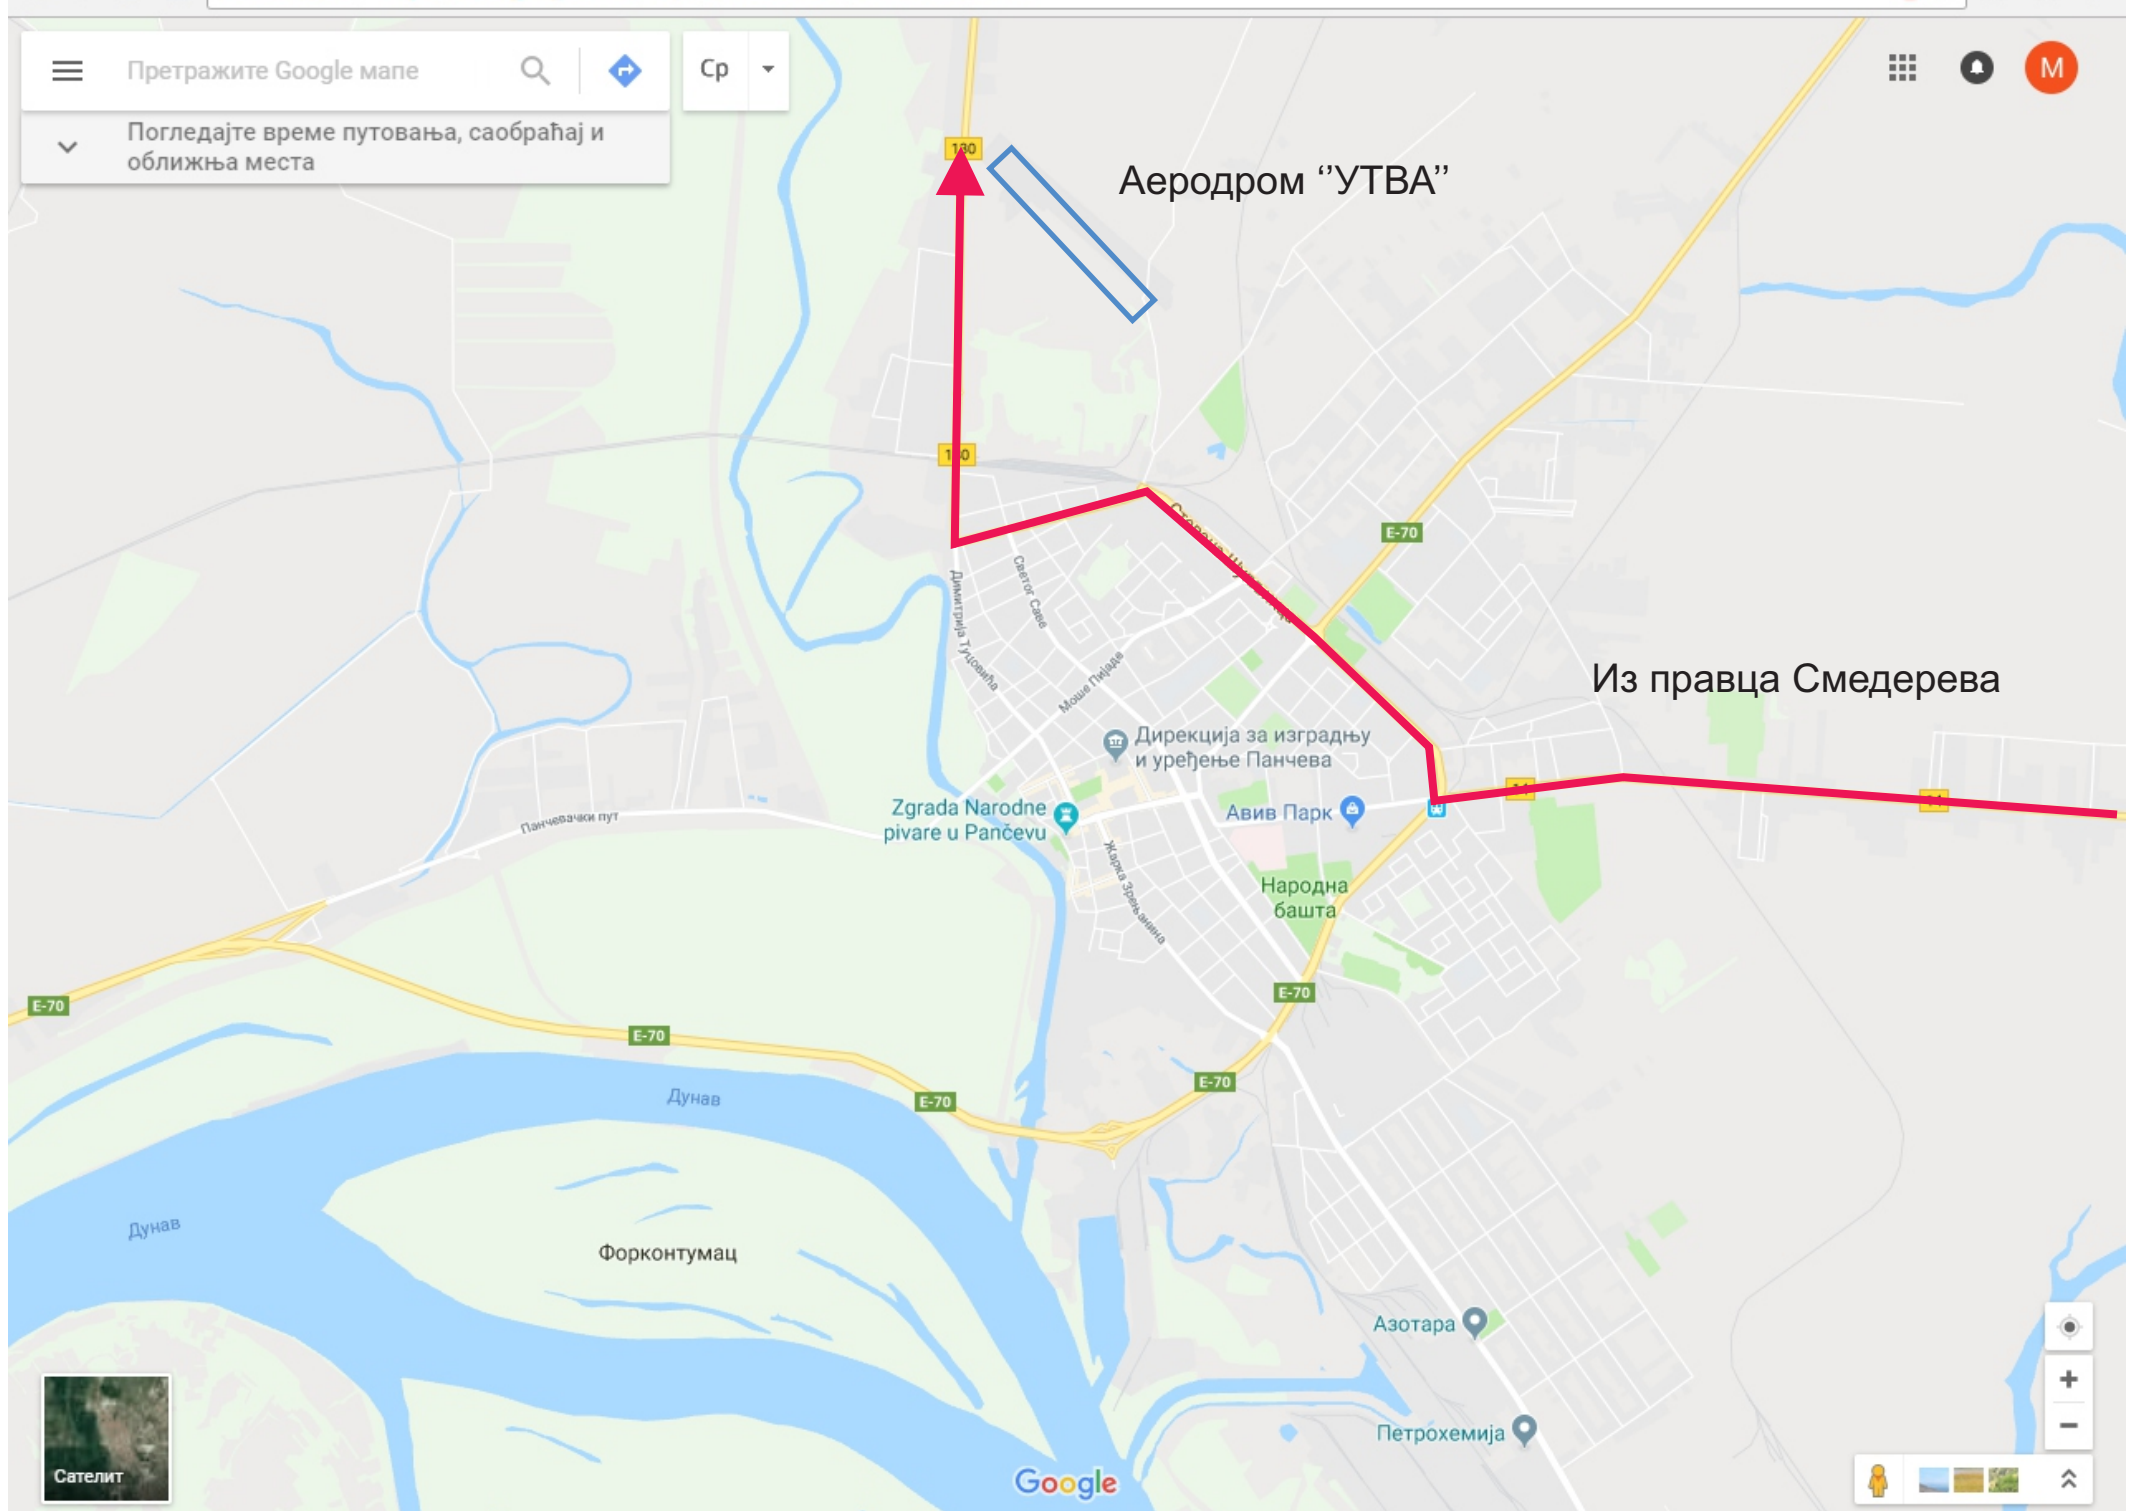 Претражите Google мапе
Ср
Погледајте време путовања, саобраћај и
оближња места
M
130
Аеродром ‘’УТВА’’
E-70
Светог Саве
Димитрија Туцовића
Моше Пијаде
Из правца Смедерева
Дирекција за изградњу
и уређење Панчева
Zgrada Narodne
pivare u Pančevu
Авив Парк
Панчевачки пут
Жарка Зрењанина
Народна
башта
E-70
E-70
E-70
E-70
E-70
Дунав
Дунав
Форконтумац
Азотара
Петрохемија
Сателит
Google